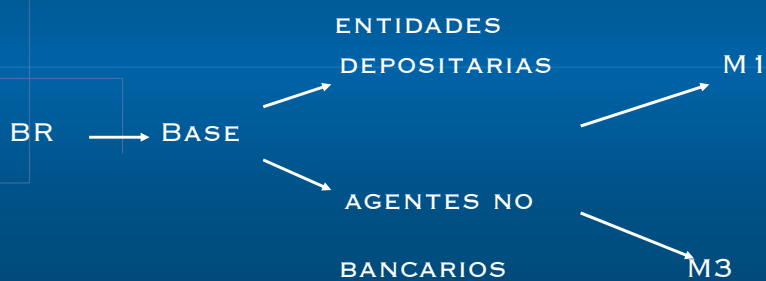 ENTIDADES
DEPOSITARIAS M1
BR BASE
AGENTES NO
BANCARIOS M3